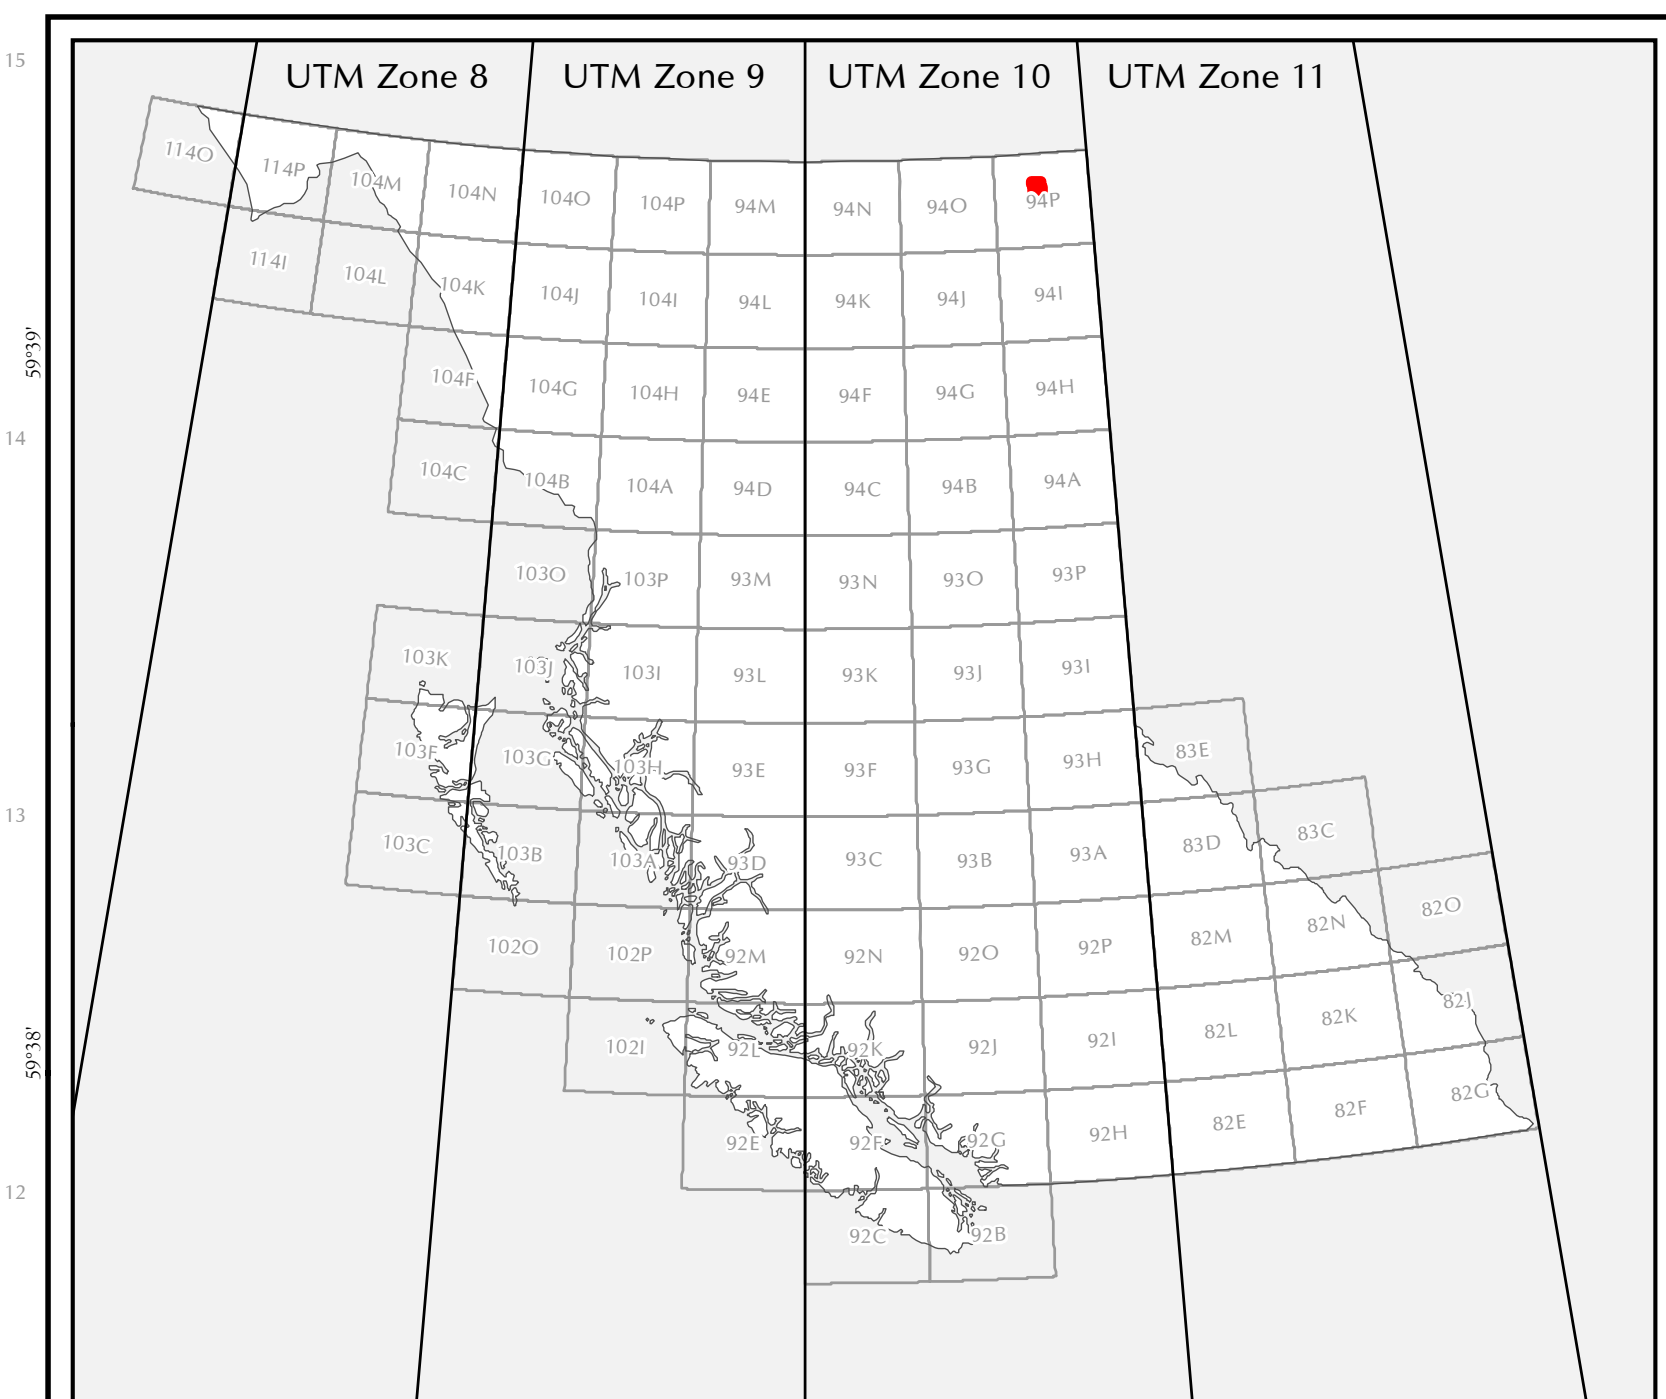 15
UTM Zone 8 UTM Zone 9 UTM Zone 10 UTM Zone 11
114O 114P 104M 104N 104O 104P 94M 94N 94O 94P
114I 104L 104K 104J 104I 94L 94K 94J 94I
59°39'
104F 104G 104H 94E 94F 94G 94H
14
104C 104B 104A 94D 94C 94B 94A
103O 103P 93M 93N 93O 93P
103K 103J 103I 93L 93K 93J 93I
103F 103G 103H 93E 93F 93G 93H 83E
13
103C 103B 103A 93D 93C 93B 93A 83D 83C
102O 102P 92M 92N 92O 92P 82M 82N 82O
59°38'
102I 92L 92K 92J 92I 82L 82K 82J
92E 92F 92G 92H 82E 82F 82G
12
92C 92B